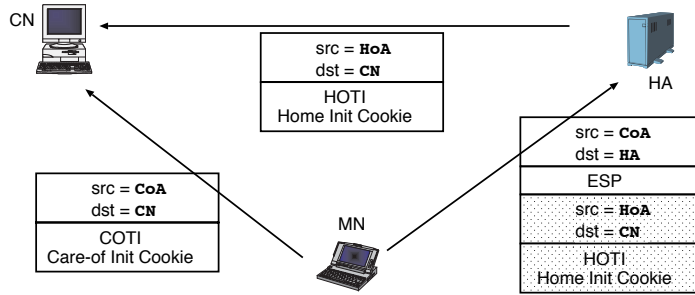 CN
src = HoA
dst = CN
HOTI
Home Init Cookie
HA
src = CoA
dst = HA
ESP
src = HoA
dst = CN
HOTI
Home Init Cookie
src = CoA
dst = CN
COTI
Care-of Init Cookie
MN